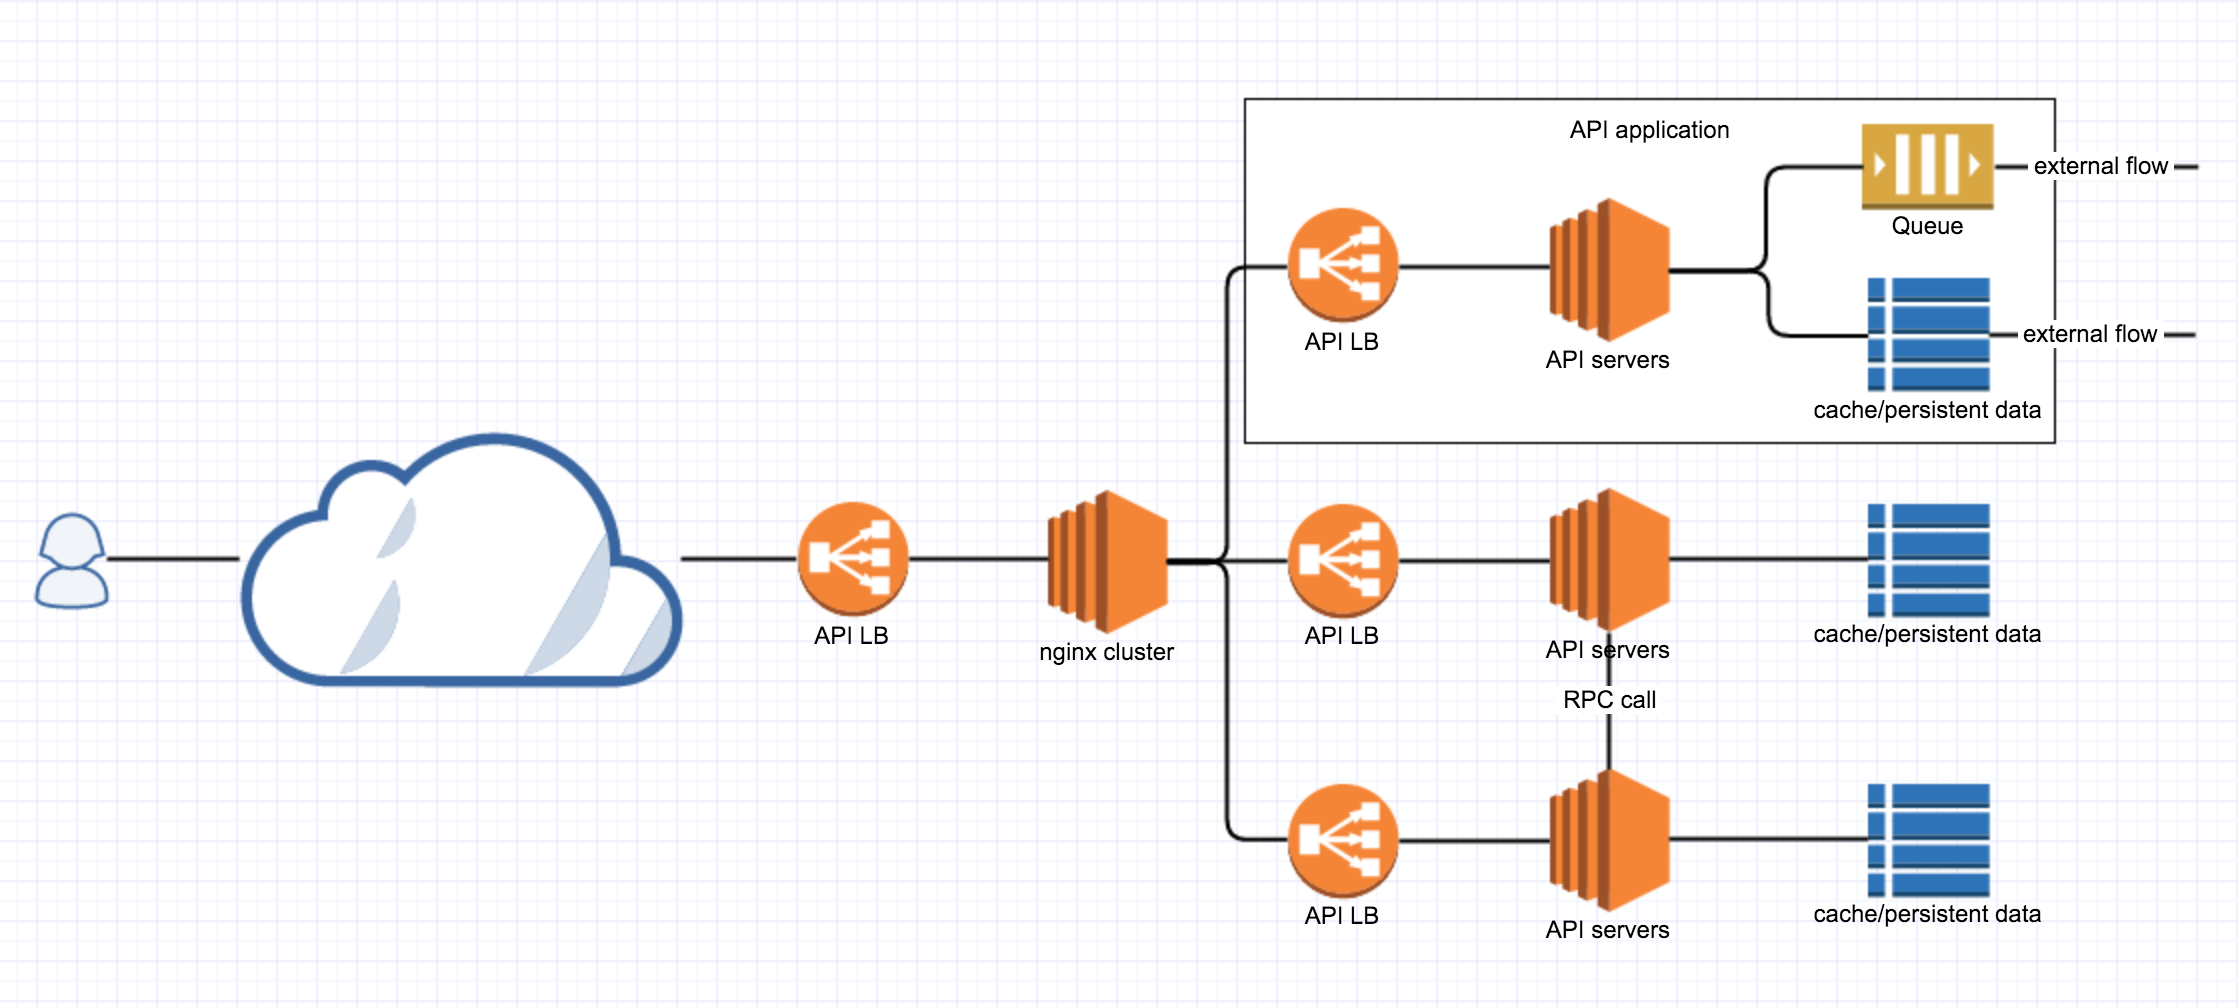 API application
external flow
Queue
external flow
API LB
API servers
cache/persistent data
API LB
nginx cluster
API LB
API servers
cache/persistent data
RPC call
API LB
API servers
cache/persistent data